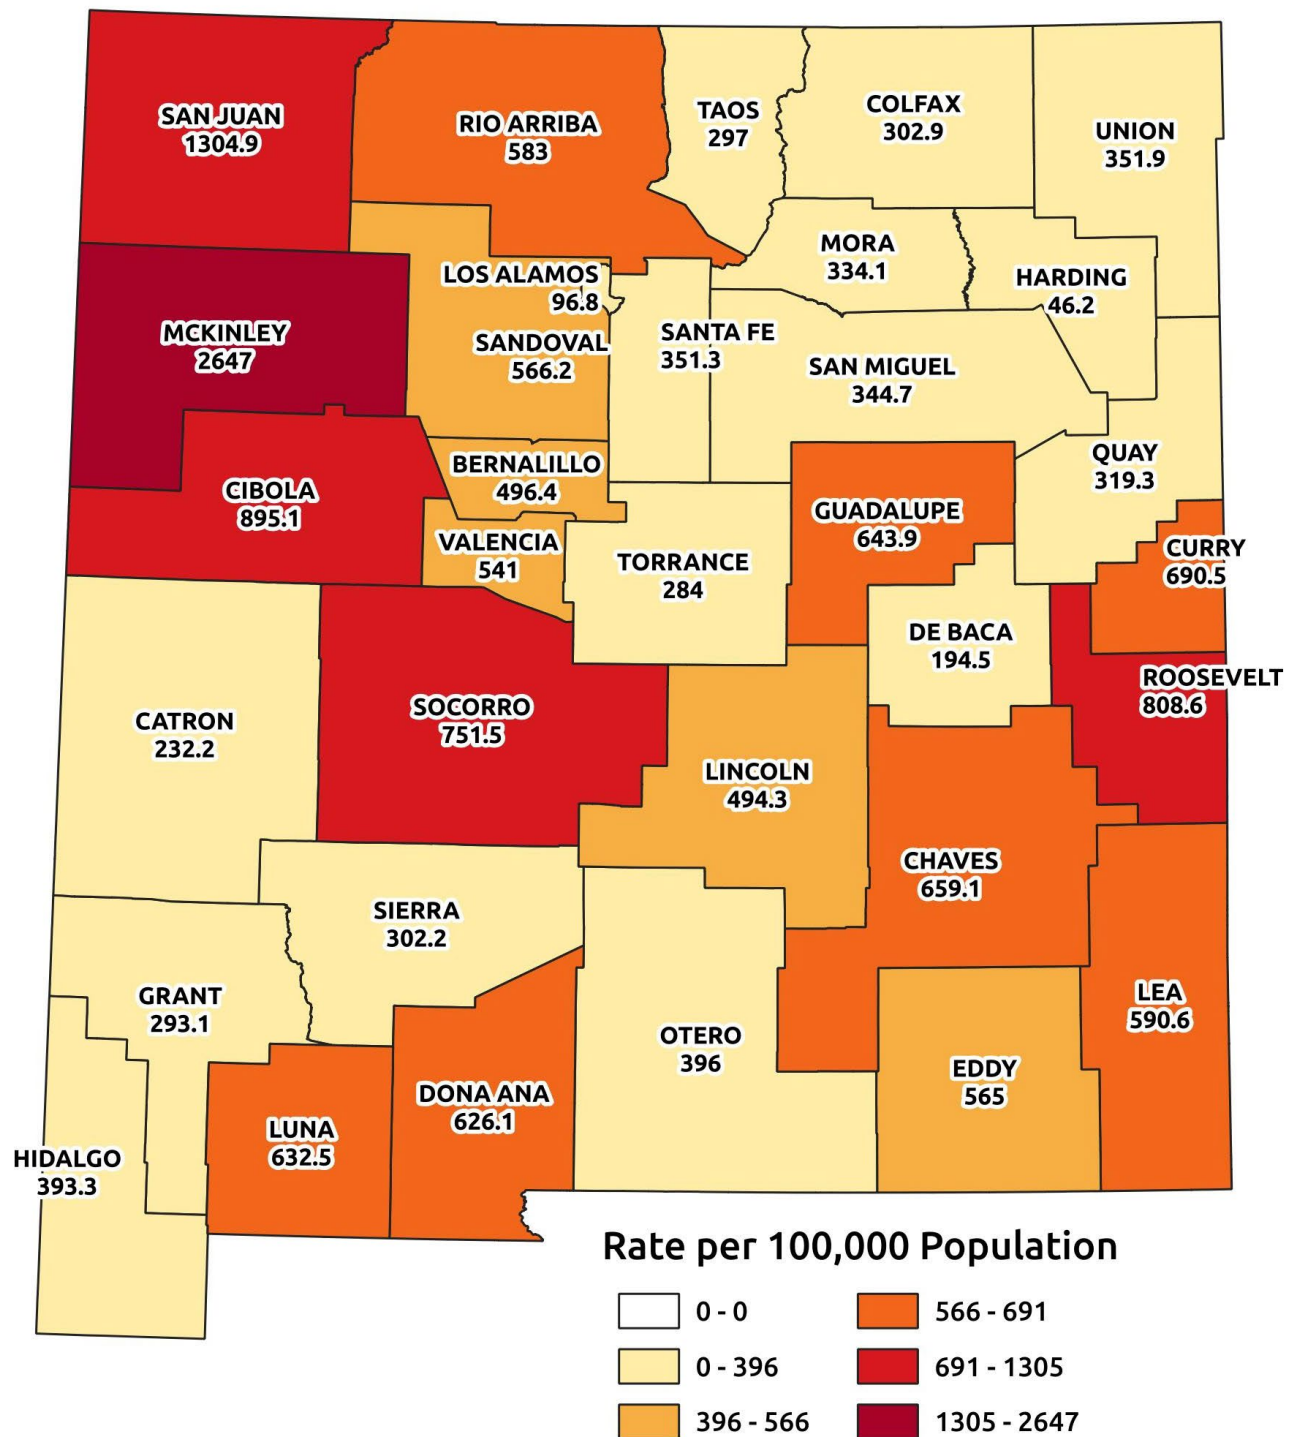 SAN JUAN
1304.9
RIO ARRIBA
583
TAOS
297
COLFAX
302.9
UNION
351.9
MORA
334.1
HARDING
46.2
LOS ALAMOS
96.8
MCKINLEY
2647
SANDOVAL
566.2
SANTA FE
351.3
SAN MIGUEL
344.7
QUAY
319.3
BERNALILLO
496.4
CIBOLA
895.1
GUADALUPE
643.9
VALENCIA
541
TORRANCE
284
CURRY
690.5
DE BACA
194.5
ROOSEVELT
808.6
CATRON
232.2
SOCORRO
751.5
LINCOLN
494.3
CHAVES
659.1
SIERRA
302.2
GRANT
293.1
LEA
590.6
OTERO
396
EDDY
565
DONA ANA
626.1
LUNA
632.5
HIDALGO
393.3
Rate per 100,000 Population
0 - 0
0 - 396
396 - 566
566 - 691
691 - 1305
1305 - 2647